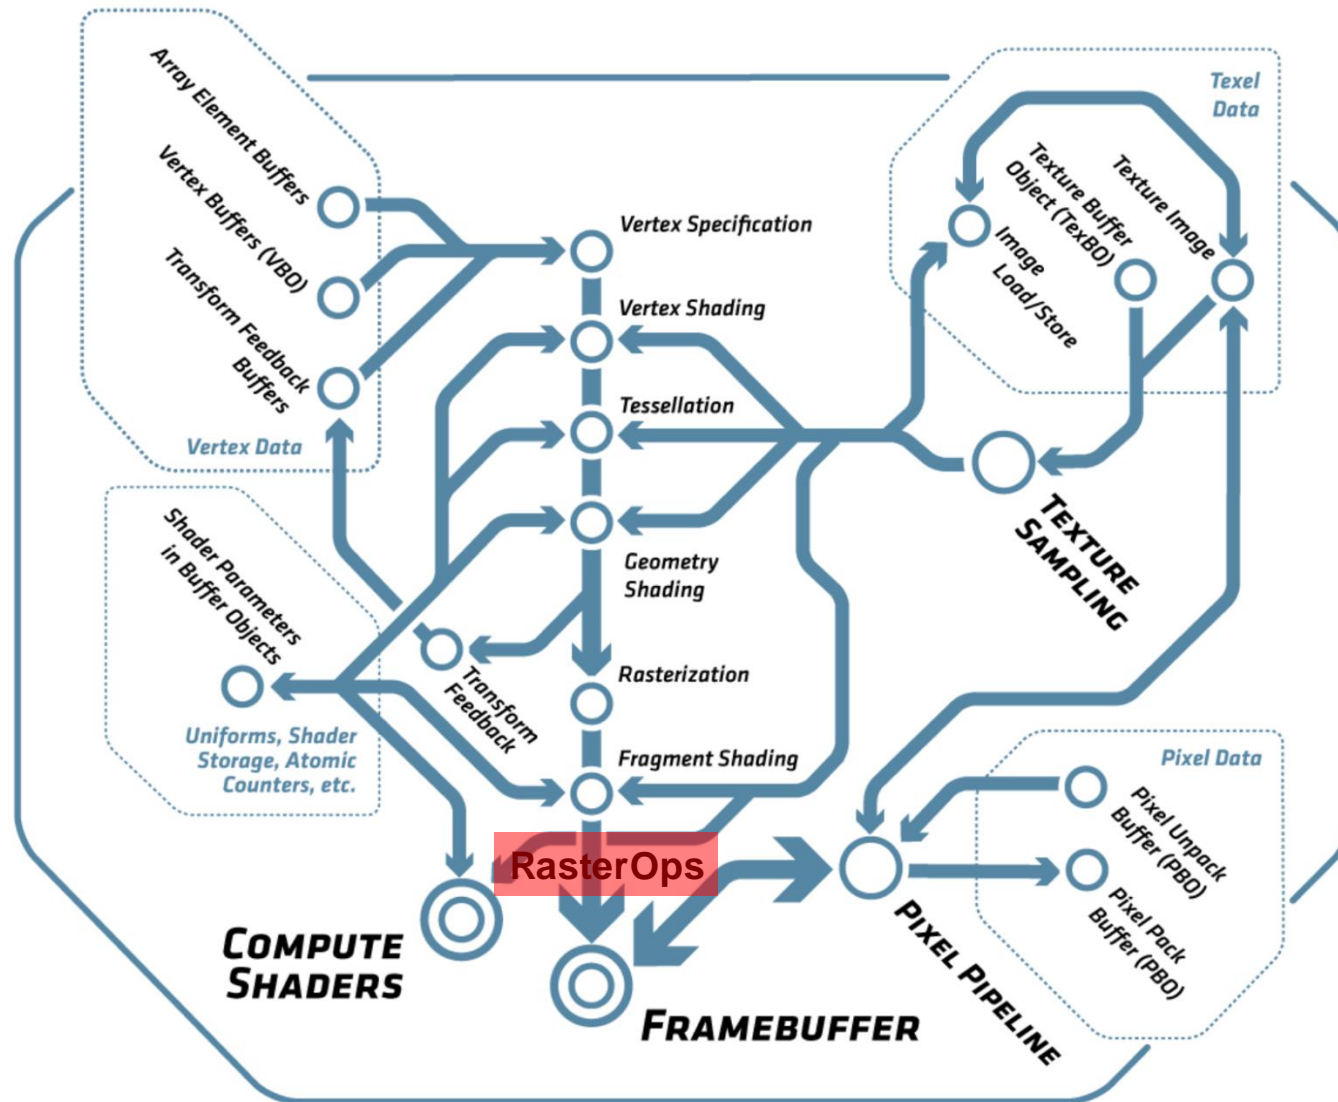 Array Element Buffers
Vertex Buffers (VBO)
Transform Feedback
Buffers
Vertex Data
Vertex Specification
Vertex Shading
Tessellation
Geometry
Shading
Rasterization
Fragment Shading
Texel
Data
Image
Load/Store
Texture Buffer
Object (TexBO)
Texture Image
TEXTURE
SAMPLING
Shader Parameters
in Buffer Objects
Uniforms, Shader
Storage, Atomic
Counters, etc.
Transform
Feedback
RasterOps
COMPUTE
SHADERS
FRAMEBUFFER
PIXEL PIPELINE
Pixel Data
Pixel Unpack
Buffer (PBO)
Pixel Pack
Buffer (PBO)